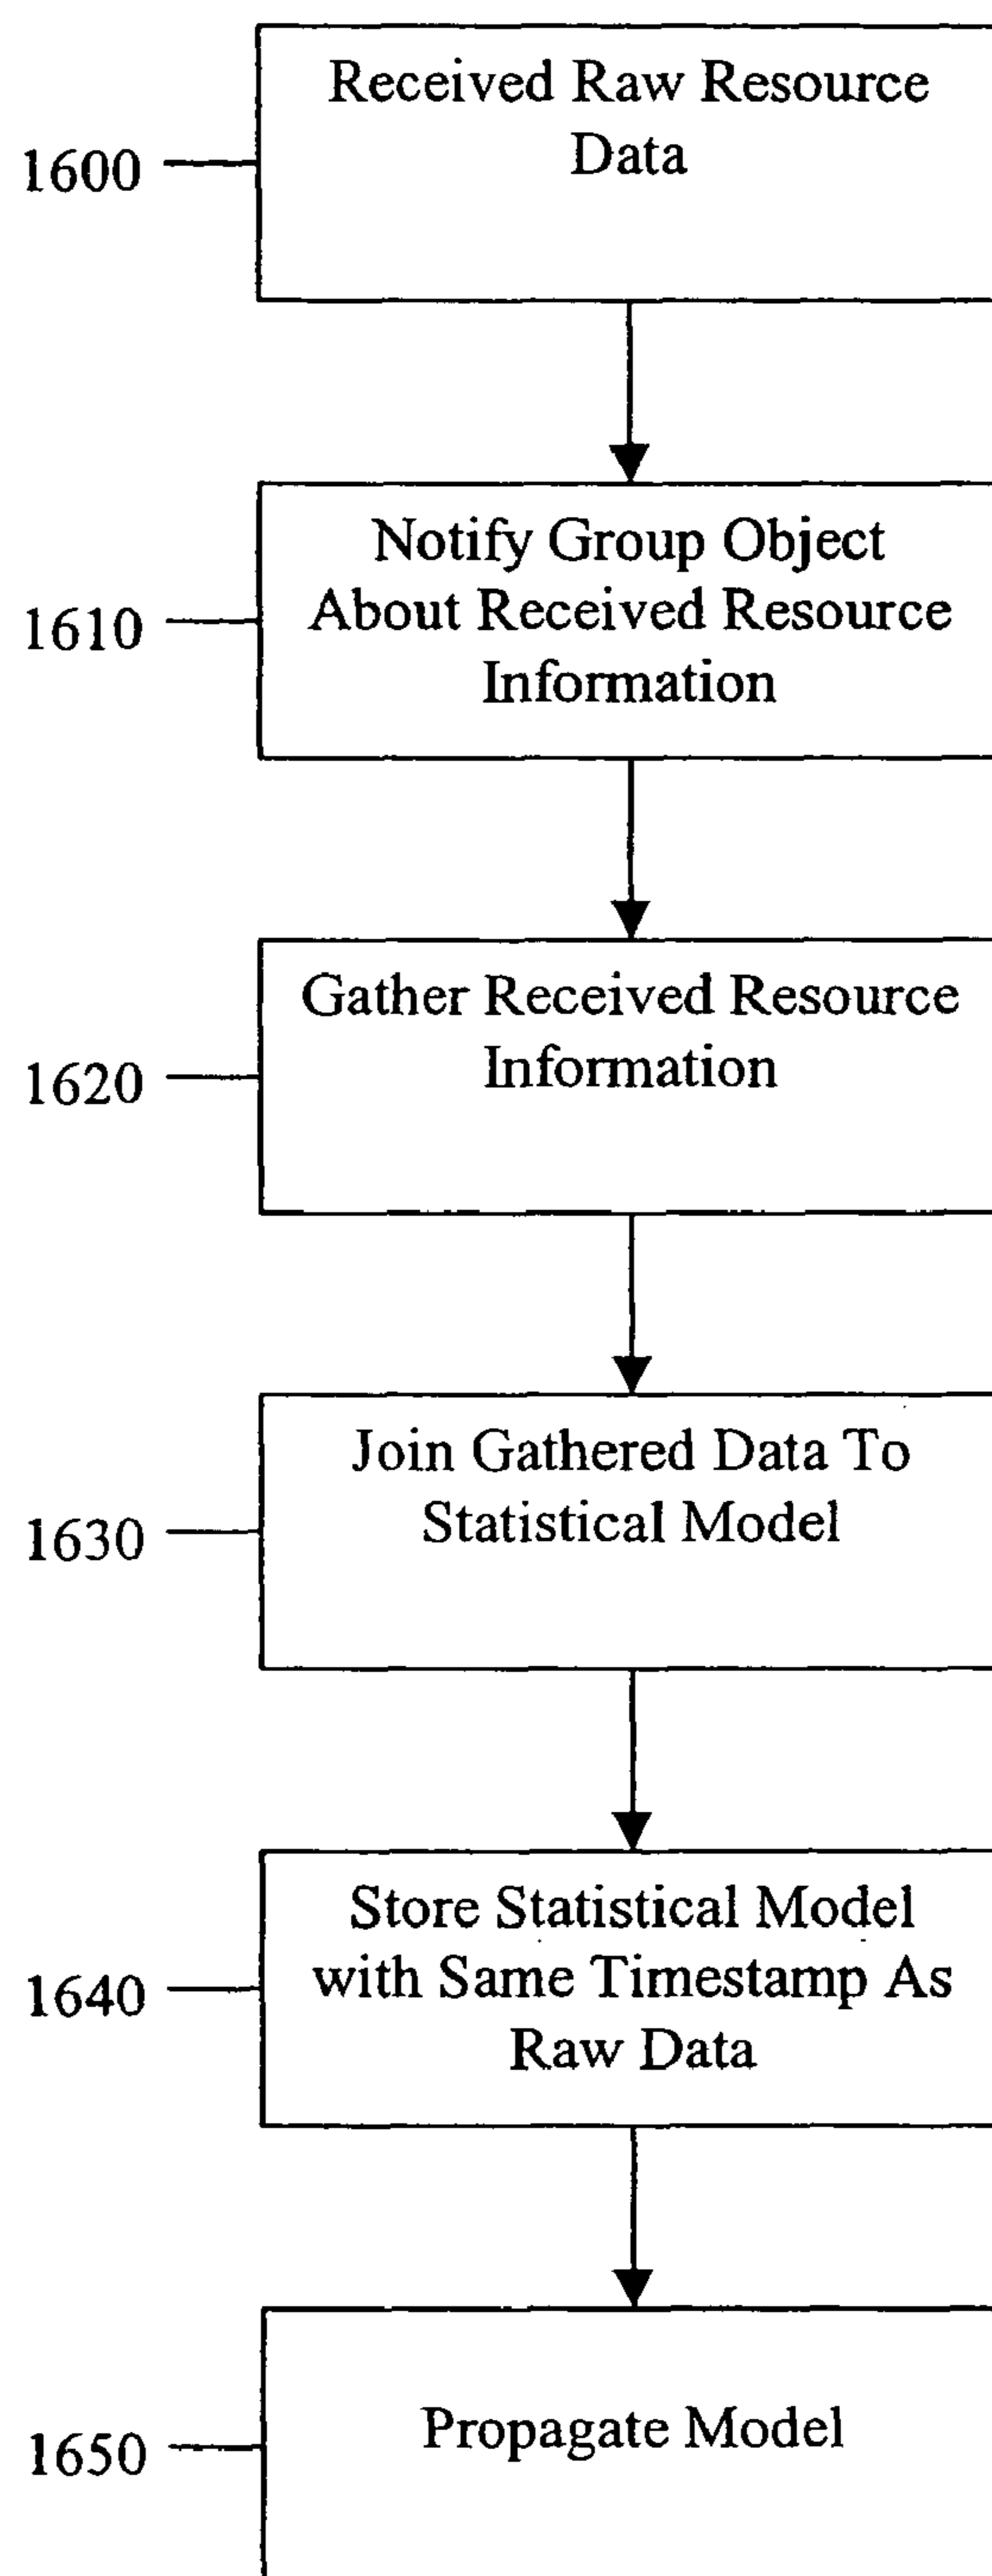 Received Raw Resource
Data
1600
Notify Group Object
About Received Resource
Information
1610
Gather Received Resource
Information
1620
Join Gathered Data To
Statistical Model
1630
Store Statistical Model
with Same Timestamp As
Raw Data
1640
Propagate Model
1650